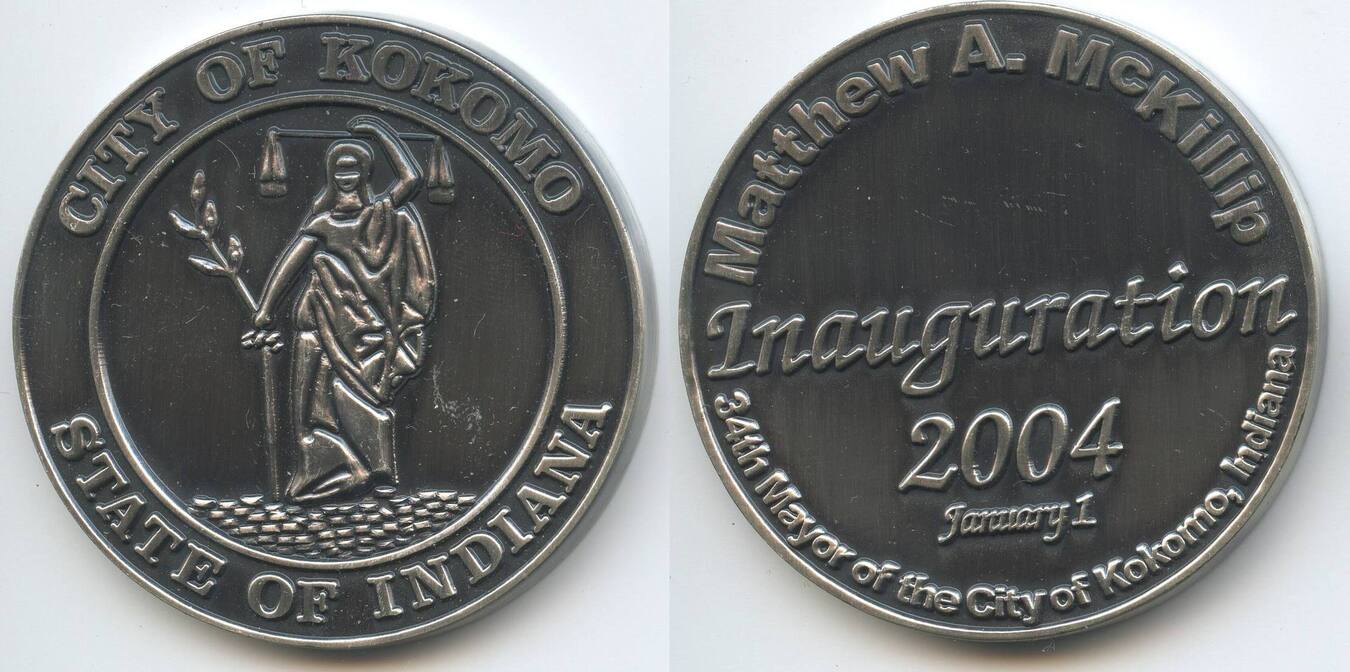 CITY OF KOKOMO
STATE OF INDIANA
Matthew A. McKillip
Inauguration
2004
January 1
34th Mayor of the City of Kokomo, Indiana